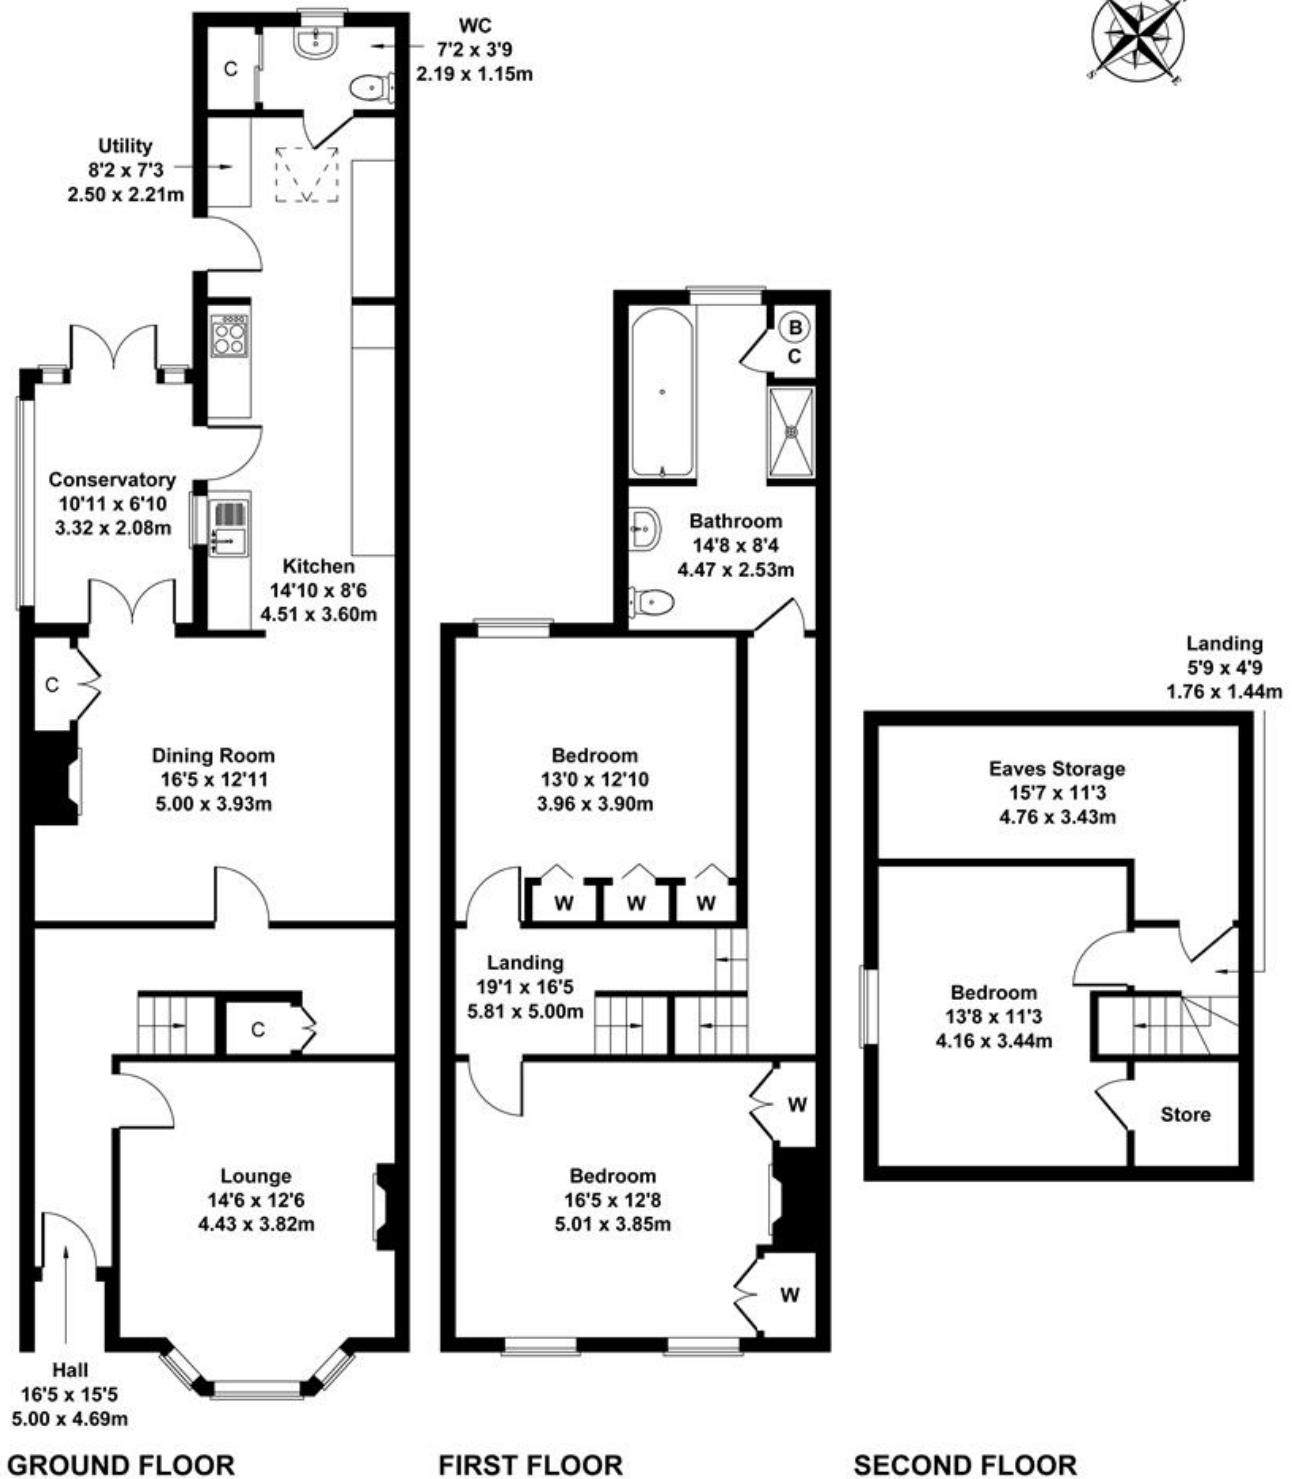 WC
7'2 x 3'9
2.19 x 1.15m
C
S
E
Utility
8'2 x 7'3
2.50 x 2.21m
B
C
Conservatory
10'11 x 6'10
3.32 x 2.08m
Kitchen
14'10 x 8'6
4.51 x 3.60m
Bathroom
14'8 x 8'4
4.47 x 2.53m
C
Dining Room
16'5 x 12'11
5.00 x 3.93m
Bedroom
13'0 x 12'10
3.96 x 3.90m
W W W
Landing
5'9 x 4'9
1.76 x 1.44m
Eaves Storage
15'7 x 11'3
4.76 x 3.43m
Landing
19'1 x 16'5
5.81 x 5.00m
C
Bedroom
13'8 x 11'3
4.16 x 3.44m
Store
Lounge
14'6 x 12'6
4.43 x 3.82m
Bedroom
16'5 x 12'8
5.01 x 3.85m
W
W
Hall
16'5 x 15'5
5.00 x 4.69m
GROUND FLOOR
FIRST FLOOR
SECOND FLOOR